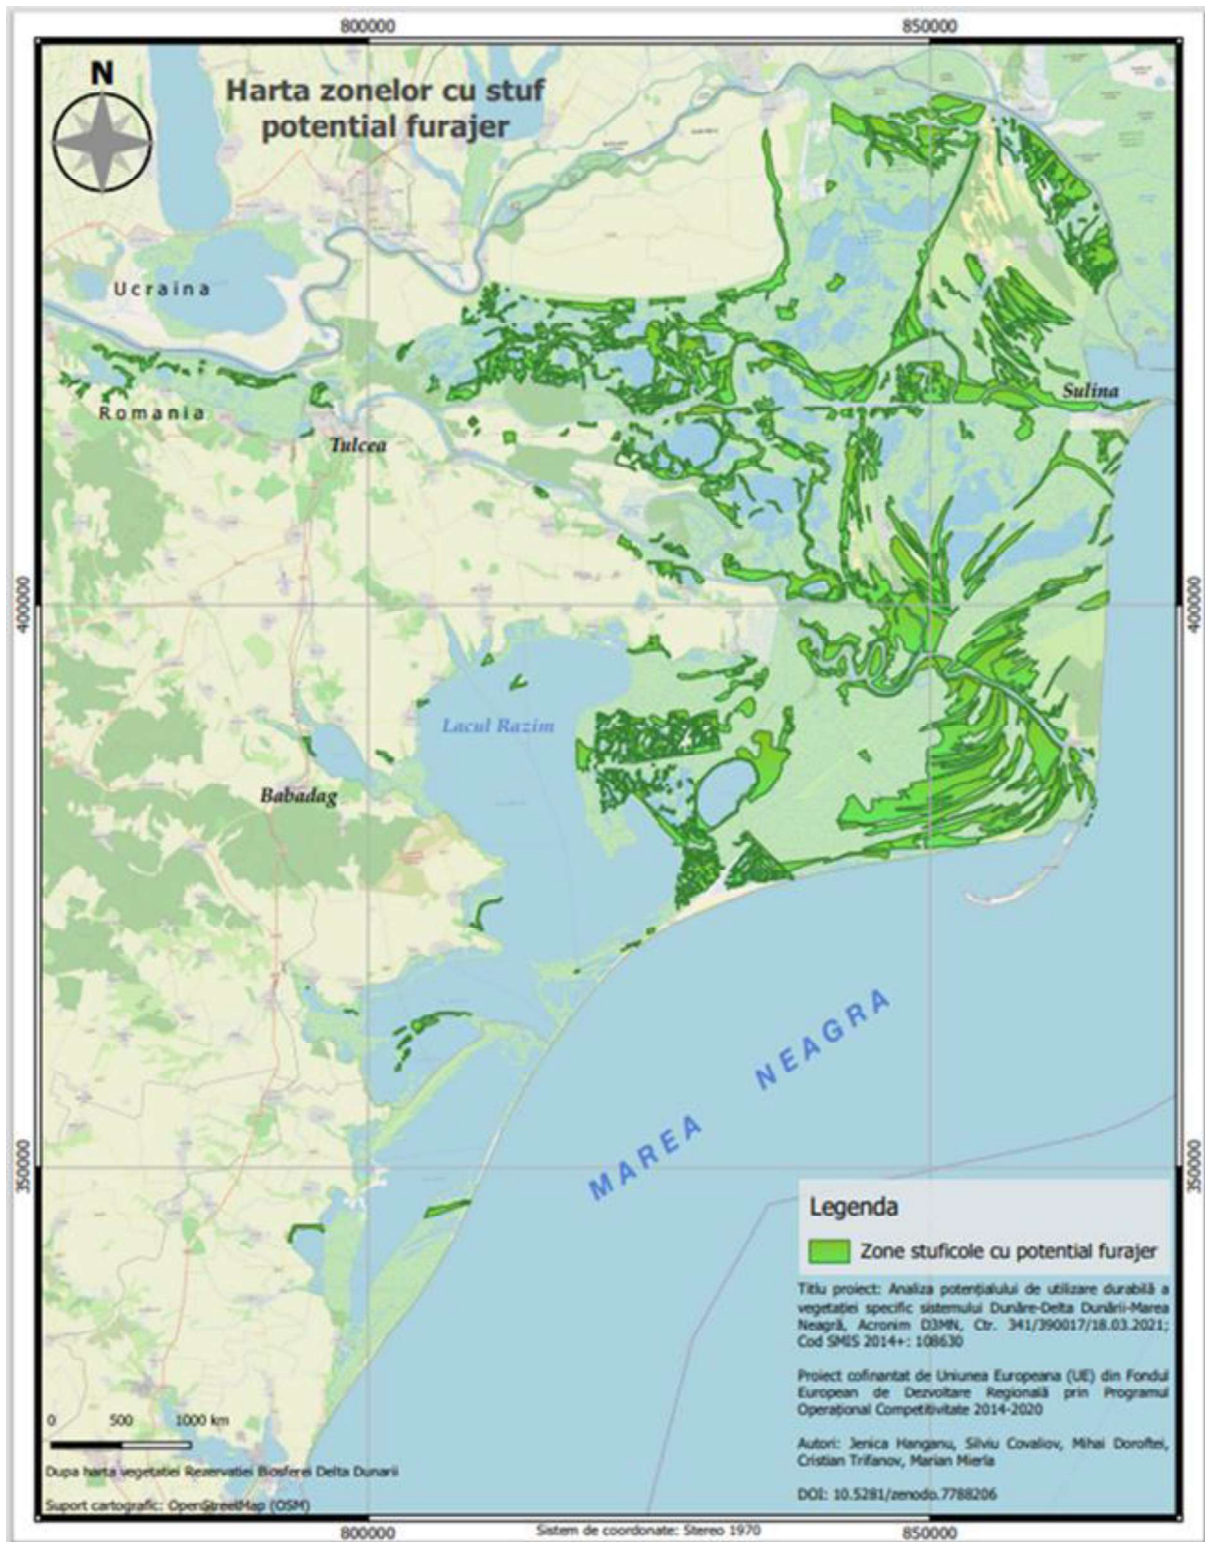 800000
850000
N
Harta zonelor cu stuf
potential furajer
Ucraina
Romania
Sulina
Tulcea
400000
400000
Lacul Razim
Babadag
MAREA NEAGRA
350000
350000
Legenda
Zone stuficole cu potential furajer
Titlu proiect: Analiza potențialului de utilizare durabilă a
vegetației specific sistemului Dunăre-Delta Dunării-Marea
Neagră, Acronim D3MN, Ctr. 341/390017/18.03.2021;
Cod SMIS 2014+: 108630
Proiect cofinantat de Uniunea Europeana (UE) din Fondul
European de Dezvoltare Regională prin Programul
Operațional Competitivitate 2014-2020
Autori: Jenica Hanganu, Silviu Covaliov, Mihai Doroftei,
Cristian Trifanov, Marian Mierla
DOI: 10.5281/zenodo.7788206
0 500 1000 km
Dupa harta vegetatiei Rezervatiei Biosferei Delta Dunarii
Suport cartografic: OpenStreetMap (OSM)
800000
Sistem de coordonate: Stereo 1970
850000